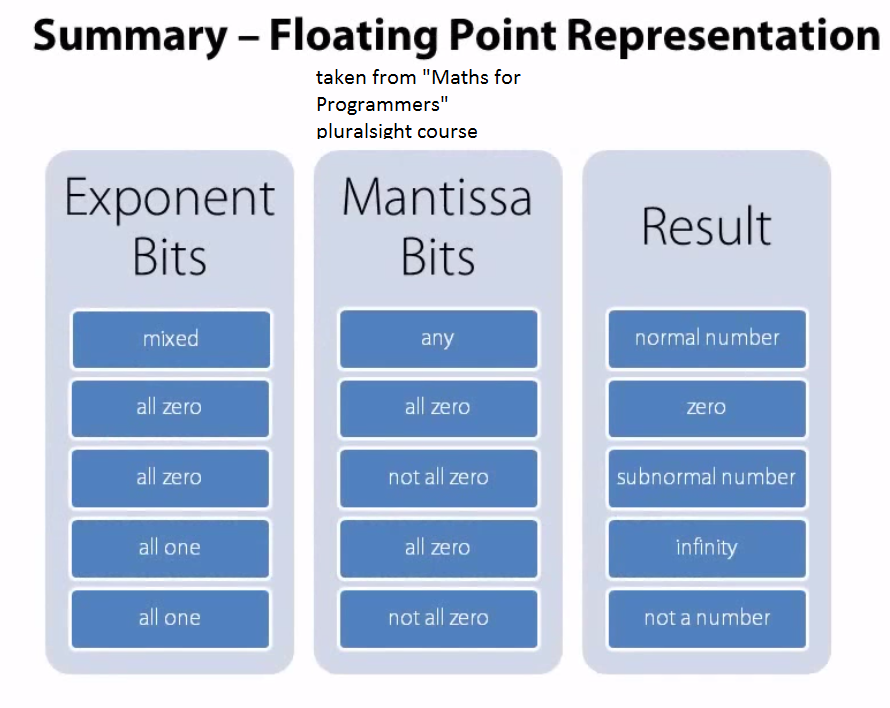 Summary – Floating Point Representation
taken from "Maths for
Programmers"
pluralsight course
Exponent
Bits
Mantissa
Bits
Result
mixed
any
normal number
all zero
all zero
zero
all zero
not all zero
subnormal number
all one
all zero
infinity
all one
not all zero
not a number